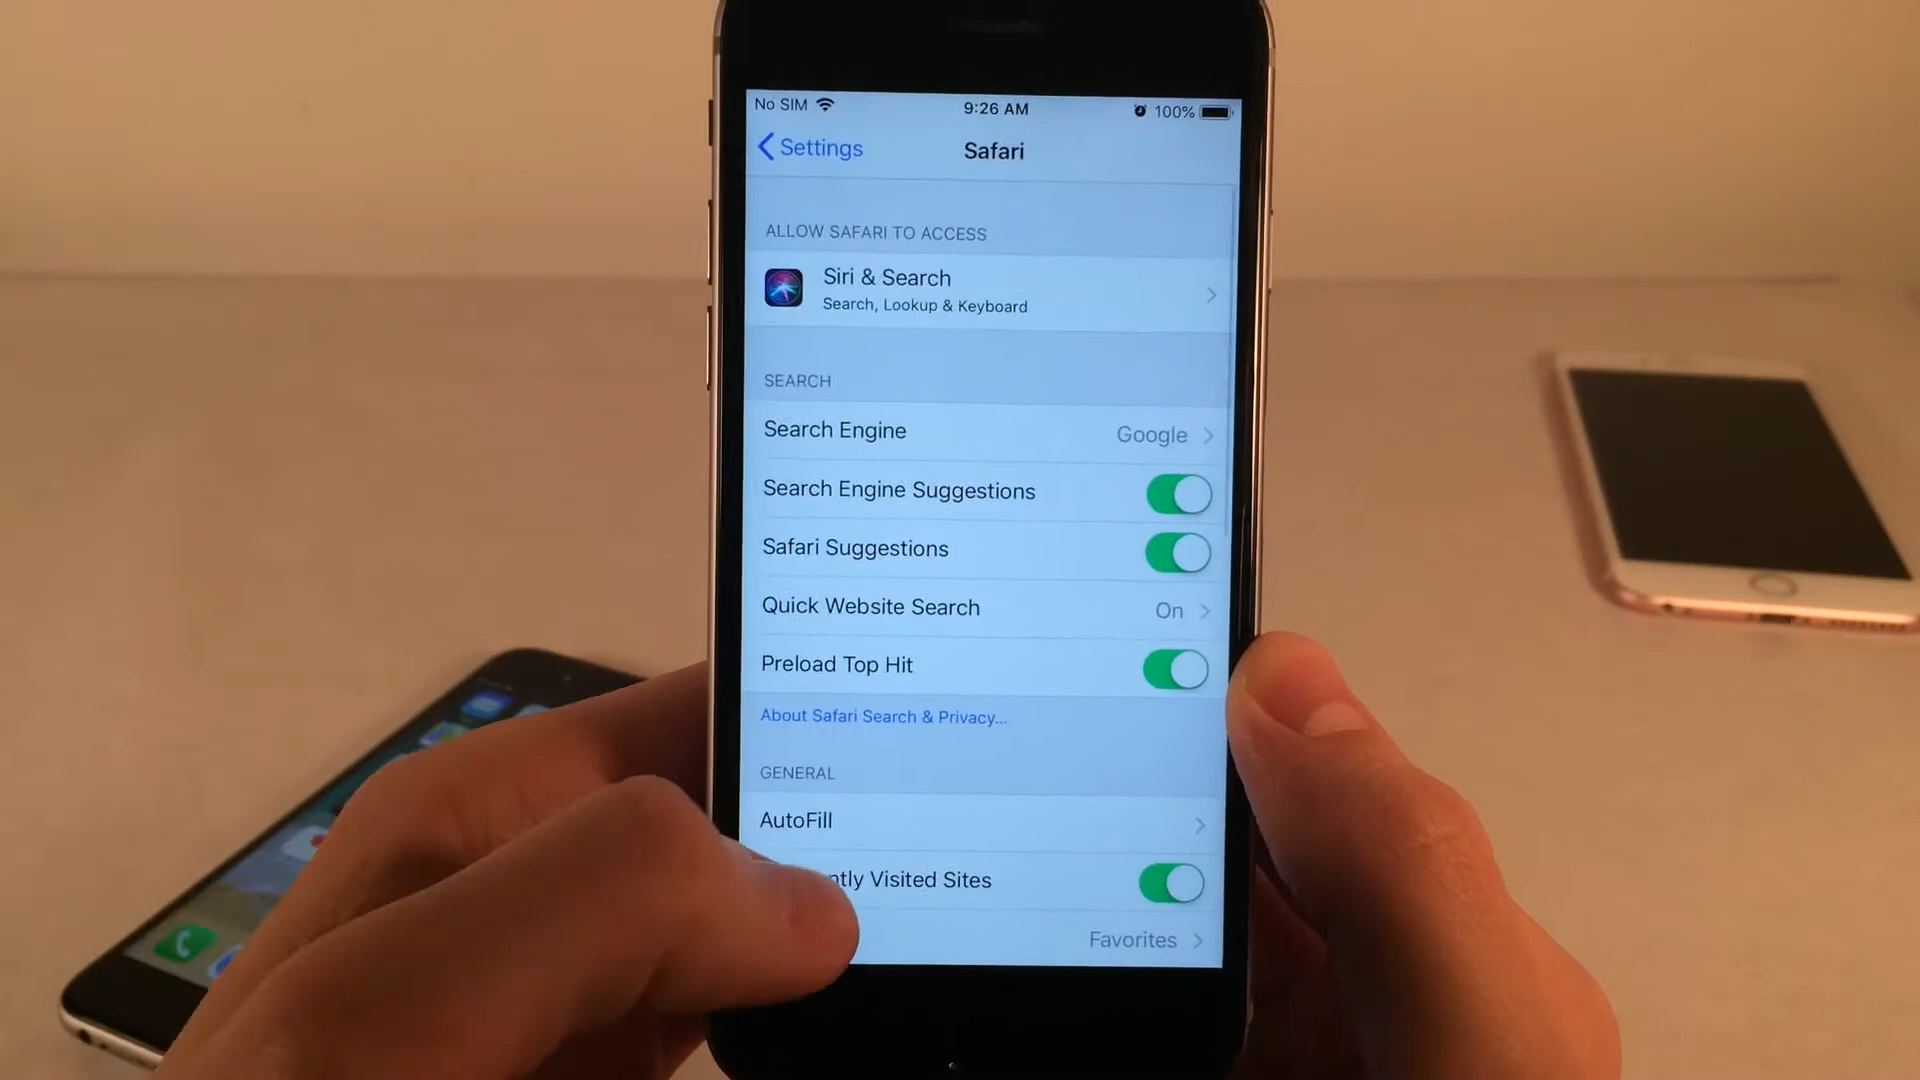 No SIM 9:26 AM 100%
Settings Safari
ALLOW SAFARI TO ACCESS
Siri & Search
Search, Lookup & Keyboard
SEARCH
Search Engine Google
Search Engine Suggestions
Safari Suggestions
Quick Website Search On
Preload Top Hit
About Safari Search & Privacy...
GENERAL
AutoFill
ntly Visited Sites
Favorites